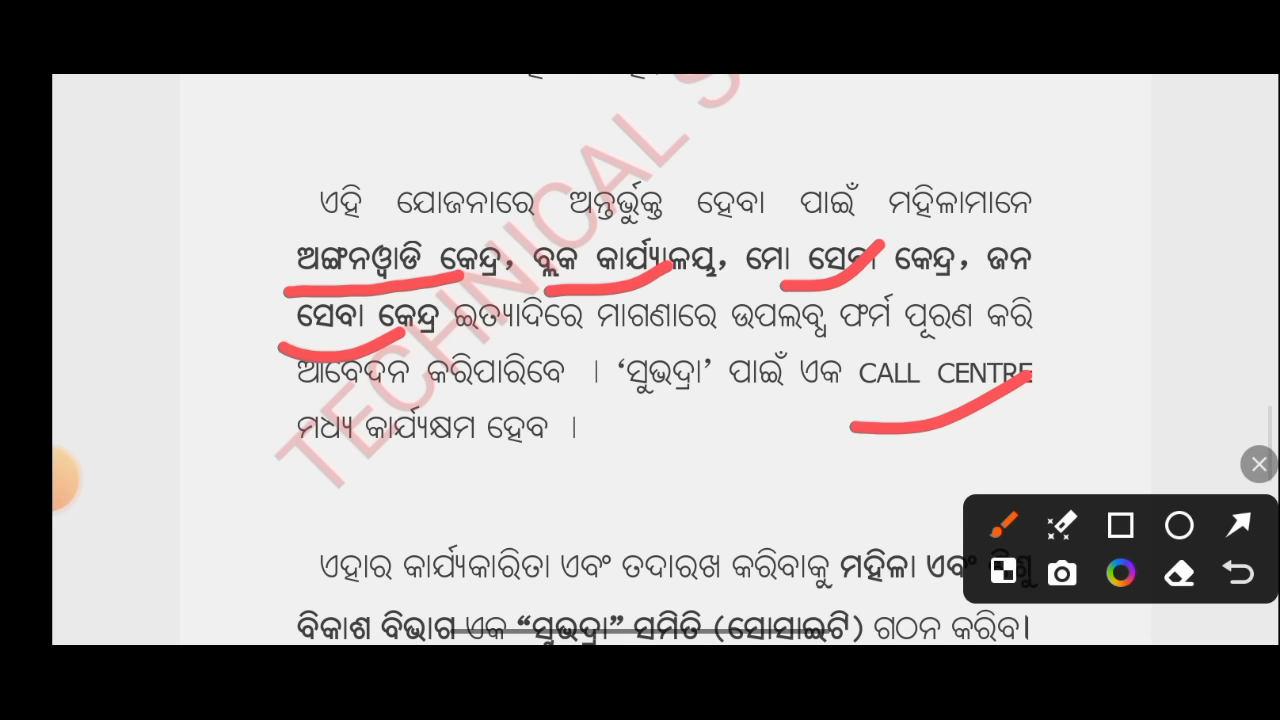 TECHNICAL S
ଏହି ଯୋଜନାରେ ଅନ୍ତର୍ଭୁକ୍ତ ହେବା ପାଇଁ ମହିଳାମାନେ
ଅଙ୍ଗନୱାଡି କେନ୍ଦ୍ର, ବ୍ଲକ କାର୍ଯ୍ୟାଳୟ, ମୋ ସେବା କେନ୍ଦ୍ର, ଜନ
ସେବା କେନ୍ଦ୍ର ଇତ୍ୟାଦିରେ ମାଗଣାରେ ଉପଲବ୍ଧ ଫର୍ମ ପୂରଣ କରି
ଆବେଦନ କରିପାରିବେ । ‘ସୁଭଦ୍ରା’ ପାଇଁ ଏକ CALL CENTRE
ମଧ୍ୟ କାର୍ଯ୍ୟକ୍ଷମ ହେବ ।
ଏହାର କାର୍ଯ୍ୟକାରିତା ଏବଂ ତଦାରଖ କରିବାକୁ ମହିଳା ଏବଂ
ବିକାଶ ବିଭାଗ ଏକ “ସୁଭଦ୍ରା” ସମିତି (ସୋସାଇଟି) ଗଠନ କରିବ।